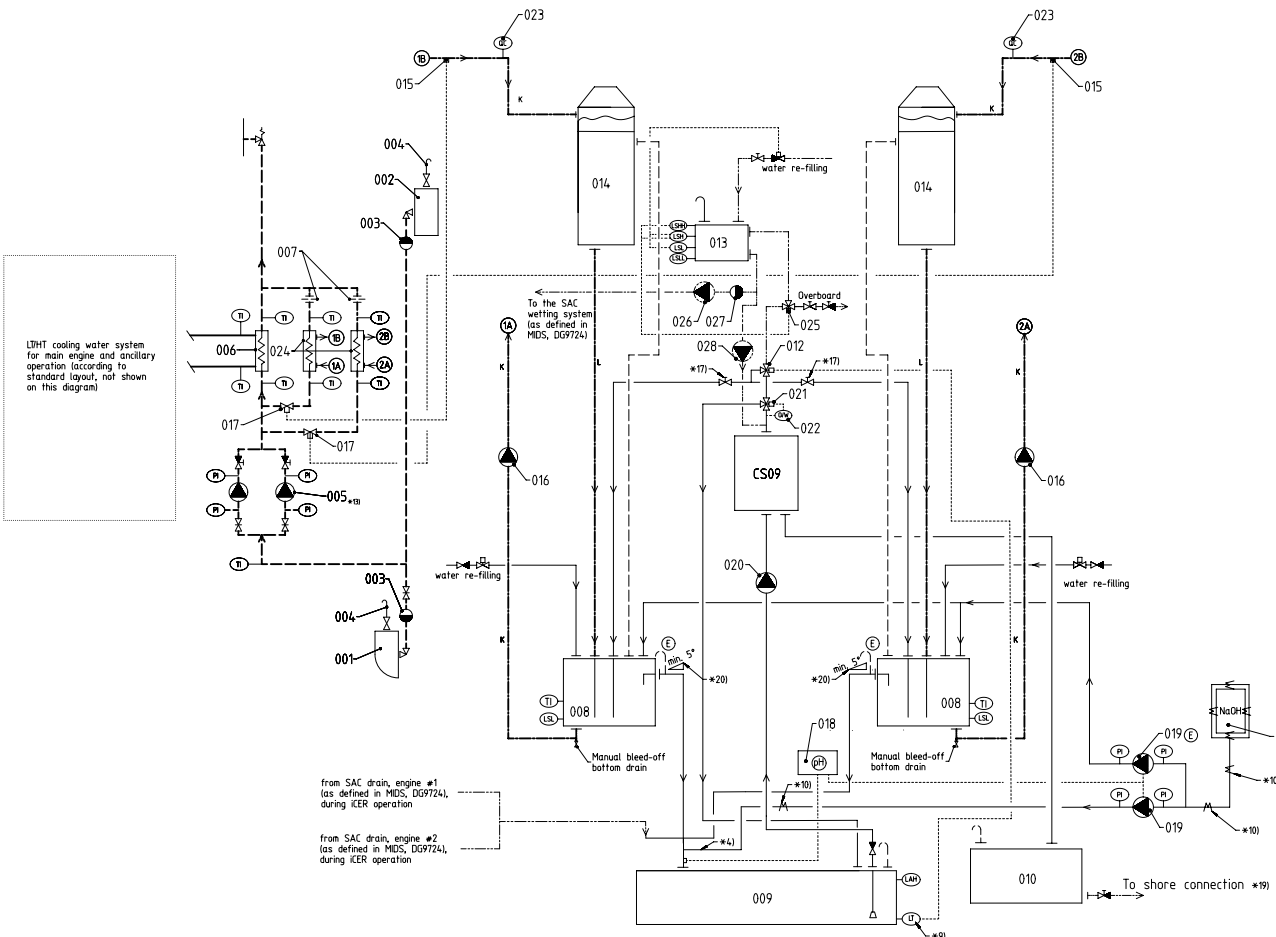 023
023
1B
TC
TC
2B
015
015
K
K
004
002
014
014
water re-filling
003
LSHH
LSH
LSL
LSLL
013
007
To the SAC
wetting system
(as defined in
MIDS, DG9724)
026
027
Overboard
025
TI
TI
TI
TI
1A
2A
LT/HT cooling water system
for main engine and ancillary
operation (according to
standard layout, not shown
on this diagram)
006
024
1B
2B
1A
2A
028
012
L
L
K
K
*17)
*17)
TI
TI
TI
TI
021
022
017
017
CS09
016
016
PI
PI
005 *13)
PI
PI
TI
020
water re-filling
water re-filling
003
004
001
K
K
E
E
min. 5°
min. 5°
*20)
*20)
TI
LSL
008
008
TI
LSL
NaOH
018
pH
019 E
PI
PI
Manual bleed-off
bottom drain
Manual bleed-off
bottom drain
*10)
*10
PI
PI
*10)
019
from SAC drain, engine #1
(as defined in MIDS, DG9724),
during iCER operation
from SAC drain, engine #2
(as defined in MIDS, DG9724),
during iCER operation
*4)
LAH
009
LT
*9)
010
To shore connection *19)